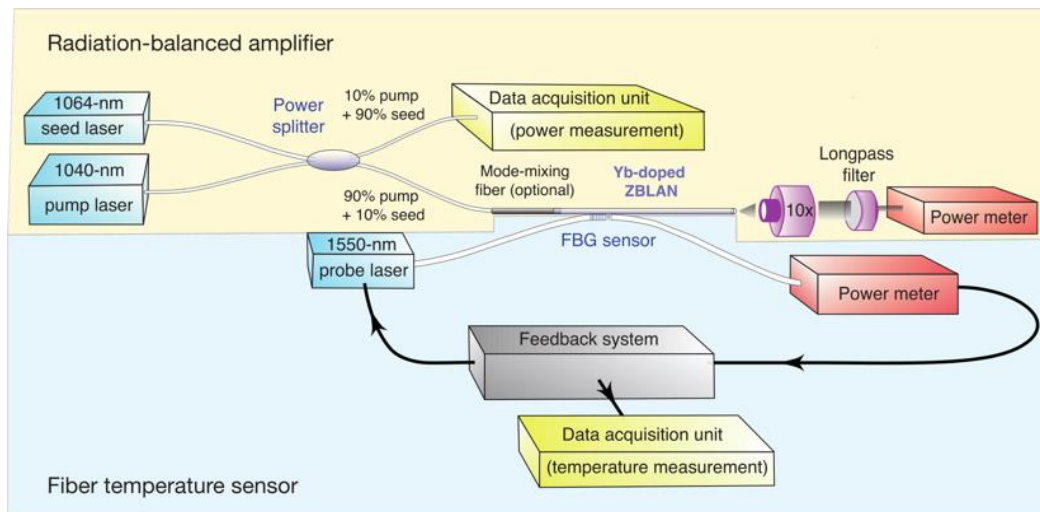 Radiation-balanced amplifier
1064-nm
seed laser
1040-nm
pump laser
Power
splitter
10% pump
+ 90% seed
Data acquisition unit
(power measurement)
90% pump
+ 10% seed
Mode-mixing
fiber (optional)
Yb-doped
ZBLAN
10x
Longpass
filter
Power meter
FBG sensor
1550-nm
probe laser
Power meter
Feedback system
Data acquisition unit
(temperature measurement)
Fiber temperature sensor